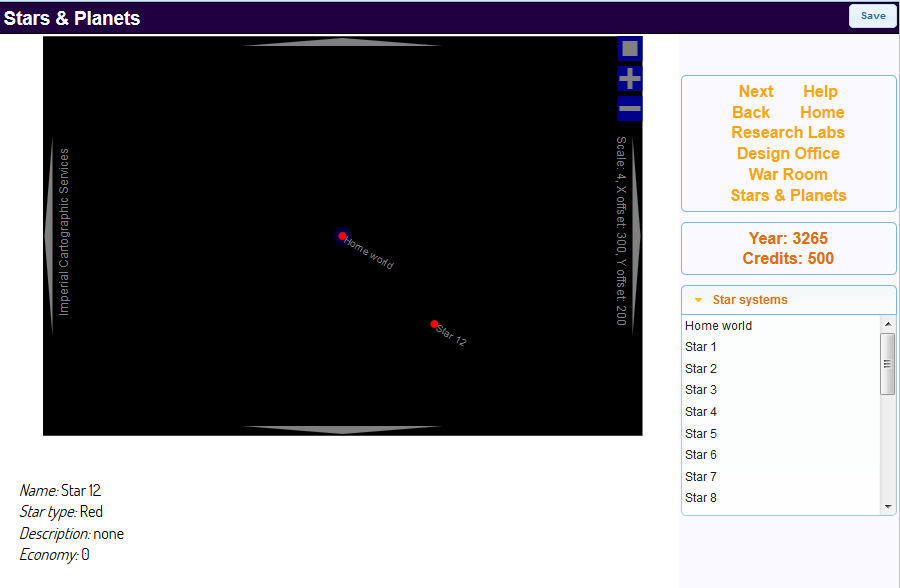 Stars & Planets
Save
Imperial Cartographic Services
Home world
Star 12
Scale: 4, X offset: 300, Y offset: 200
Name: Star 12
Star type: Red
Description: none
Economy: 0
Next Help
Back Home
Research Labs
Design Office
War Room
Stars & Planets
Year: 3265
Credits: 500
Star systems
Home world
Star 1
Star 2
Star 3
Star 4
Star 5
Star 6
Star 7
Star 8